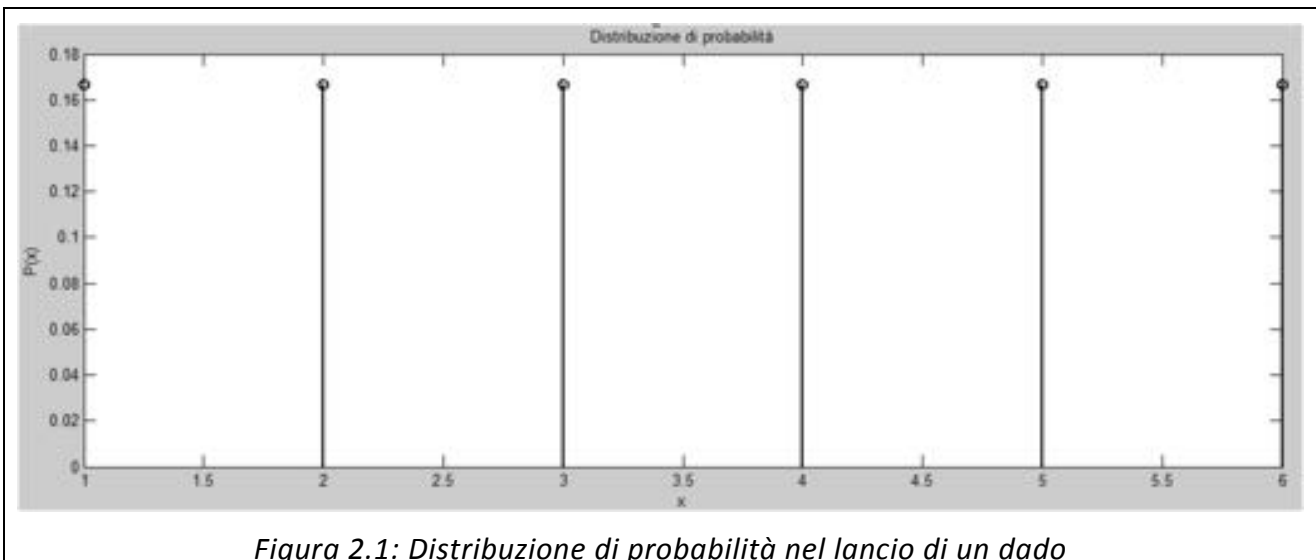 Distribuzione di probabilità
0.18
0.16
0.14
0.12
0.1
0.08
0.06
0.04
0.02
0
P(x)
1 1.5 2 2.5 3 3.5 4 4.5 5 5.5 6
x
Figura 2.1: Distribuzione di probabilità nel lancio di un dado